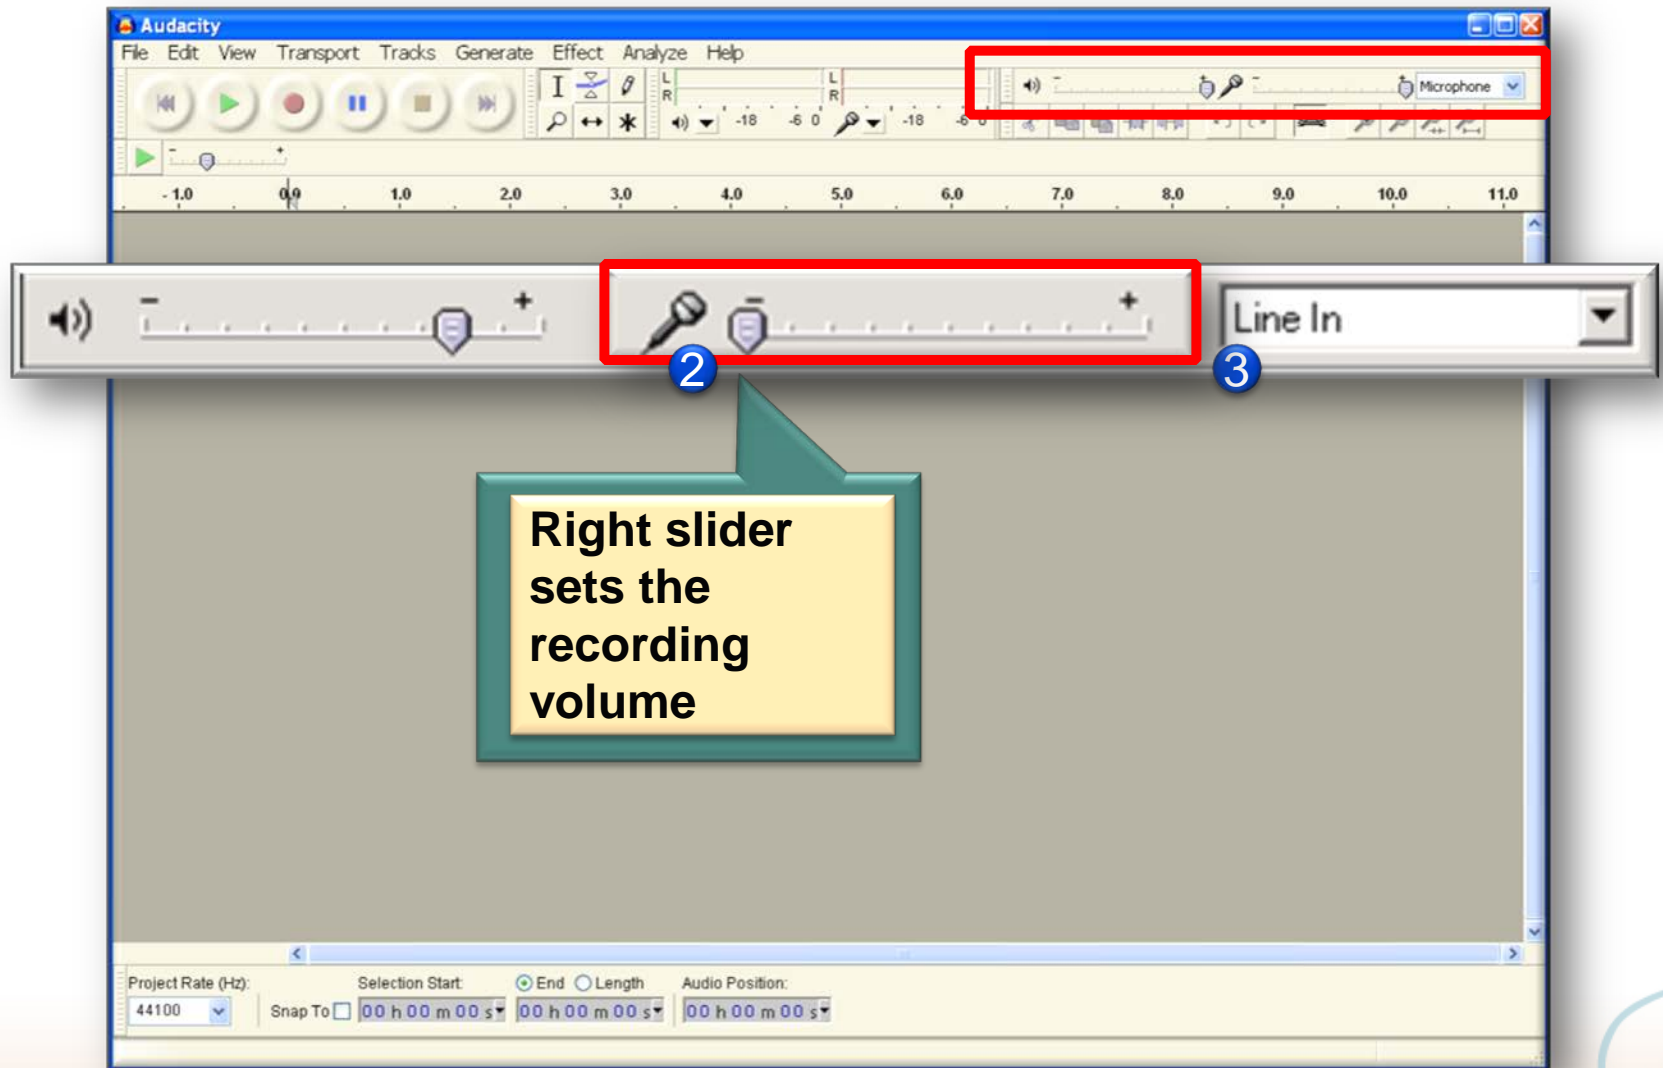 Audacity
File Edit View Transport Tracks Generate Effect Analyze Help
L
R
L
R
- +
- +
Microphone
-18 -6 0
-18 -6 0
- +
- 1.0 0.0 1.0 2.0 3.0 4.0 5.0 6.0 7.0 8.0 9.0 10.0 11.0
- + - + Line In
2 3
Right slider
sets the
recording
volume
Project Rate (Hz): Selection Start: End Length Audio Position:
44100 Snap To 00 h 00 m 00 s 00 h 00 m 00 s 00 h 00 m 00 s